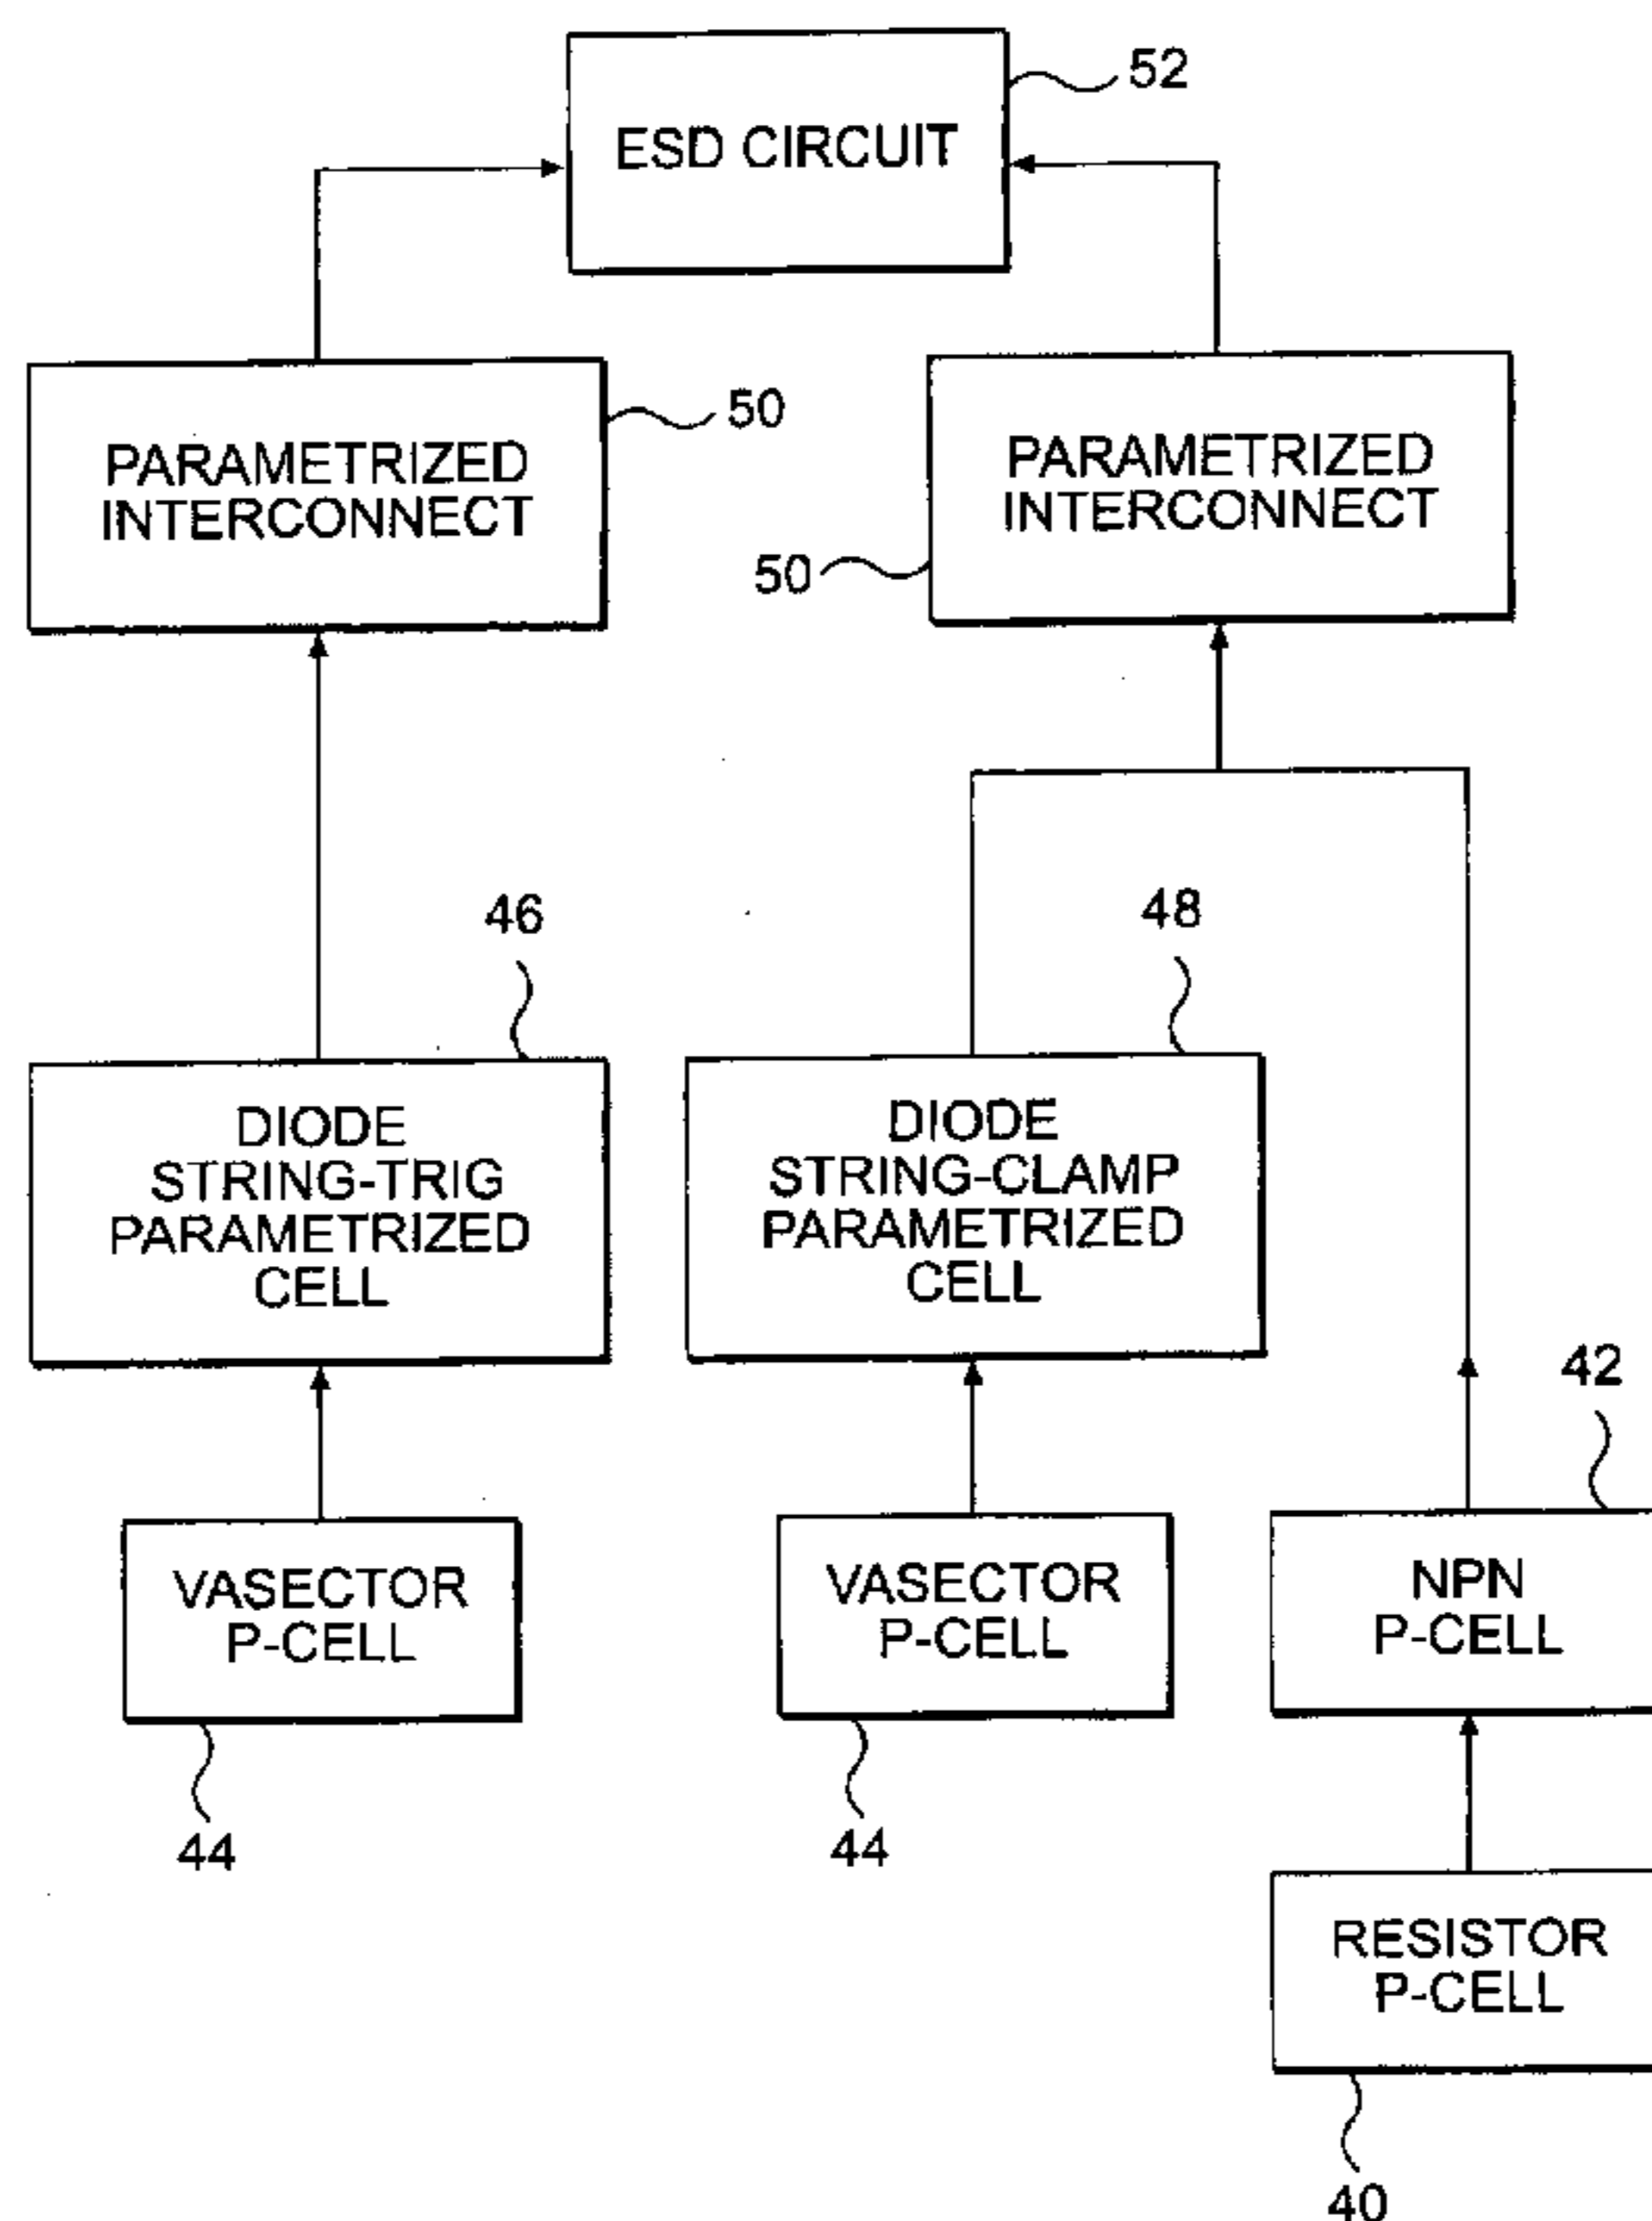 52
ESD CIRCUIT
50
PARAMETRIZED
INTERCONNECT
PARAMETRIZED
INTERCONNECT
50
46
48
DIODE
STRING-TRIG
PARAMETRIZED
CELL
DIODE
STRING-CLAMP
PARAMETRIZED
CELL
42
VASECTOR
P-CELL
VASECTOR
P-CELL
NPN
P-CELL
44
44
RESISTOR
P-CELL
40